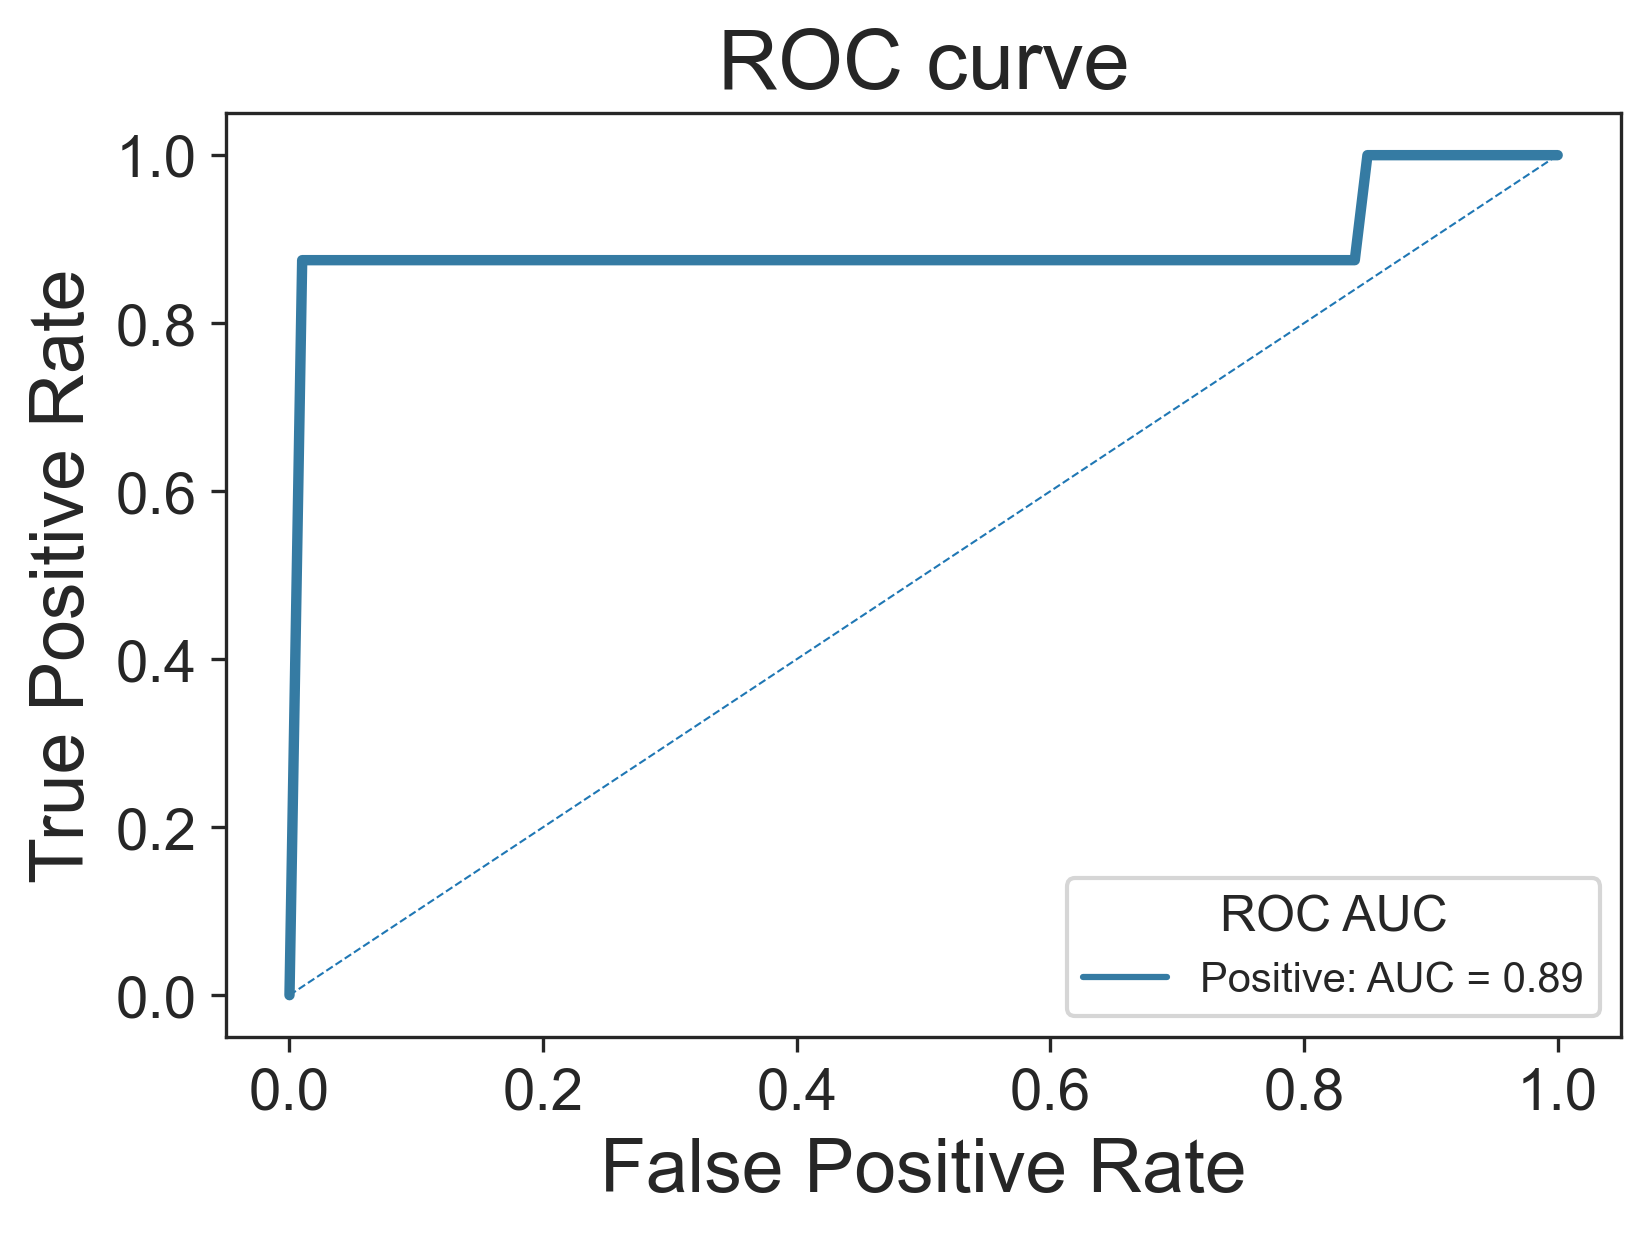 ROC curve
True Positive Rate
1.0
0.8
0.6
0.4
0.2
0.0
ROC AUC
Positive: AUC = 0.89
0.0 0.2 0.4 0.6 0.8 1.0
False Positive Rate